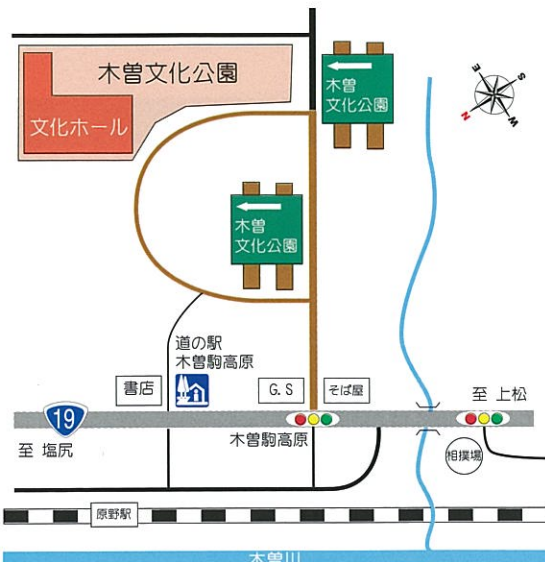 木曽文化公園
文化ホール
木曽
文化公園
木曽
文化公園
E
S
N
W
道の駅
木曽駒高原
書店
G.S
そば屋
至 上松
19
至 塩尻
木曽駒高原
相撲場
原野駅
木曽川